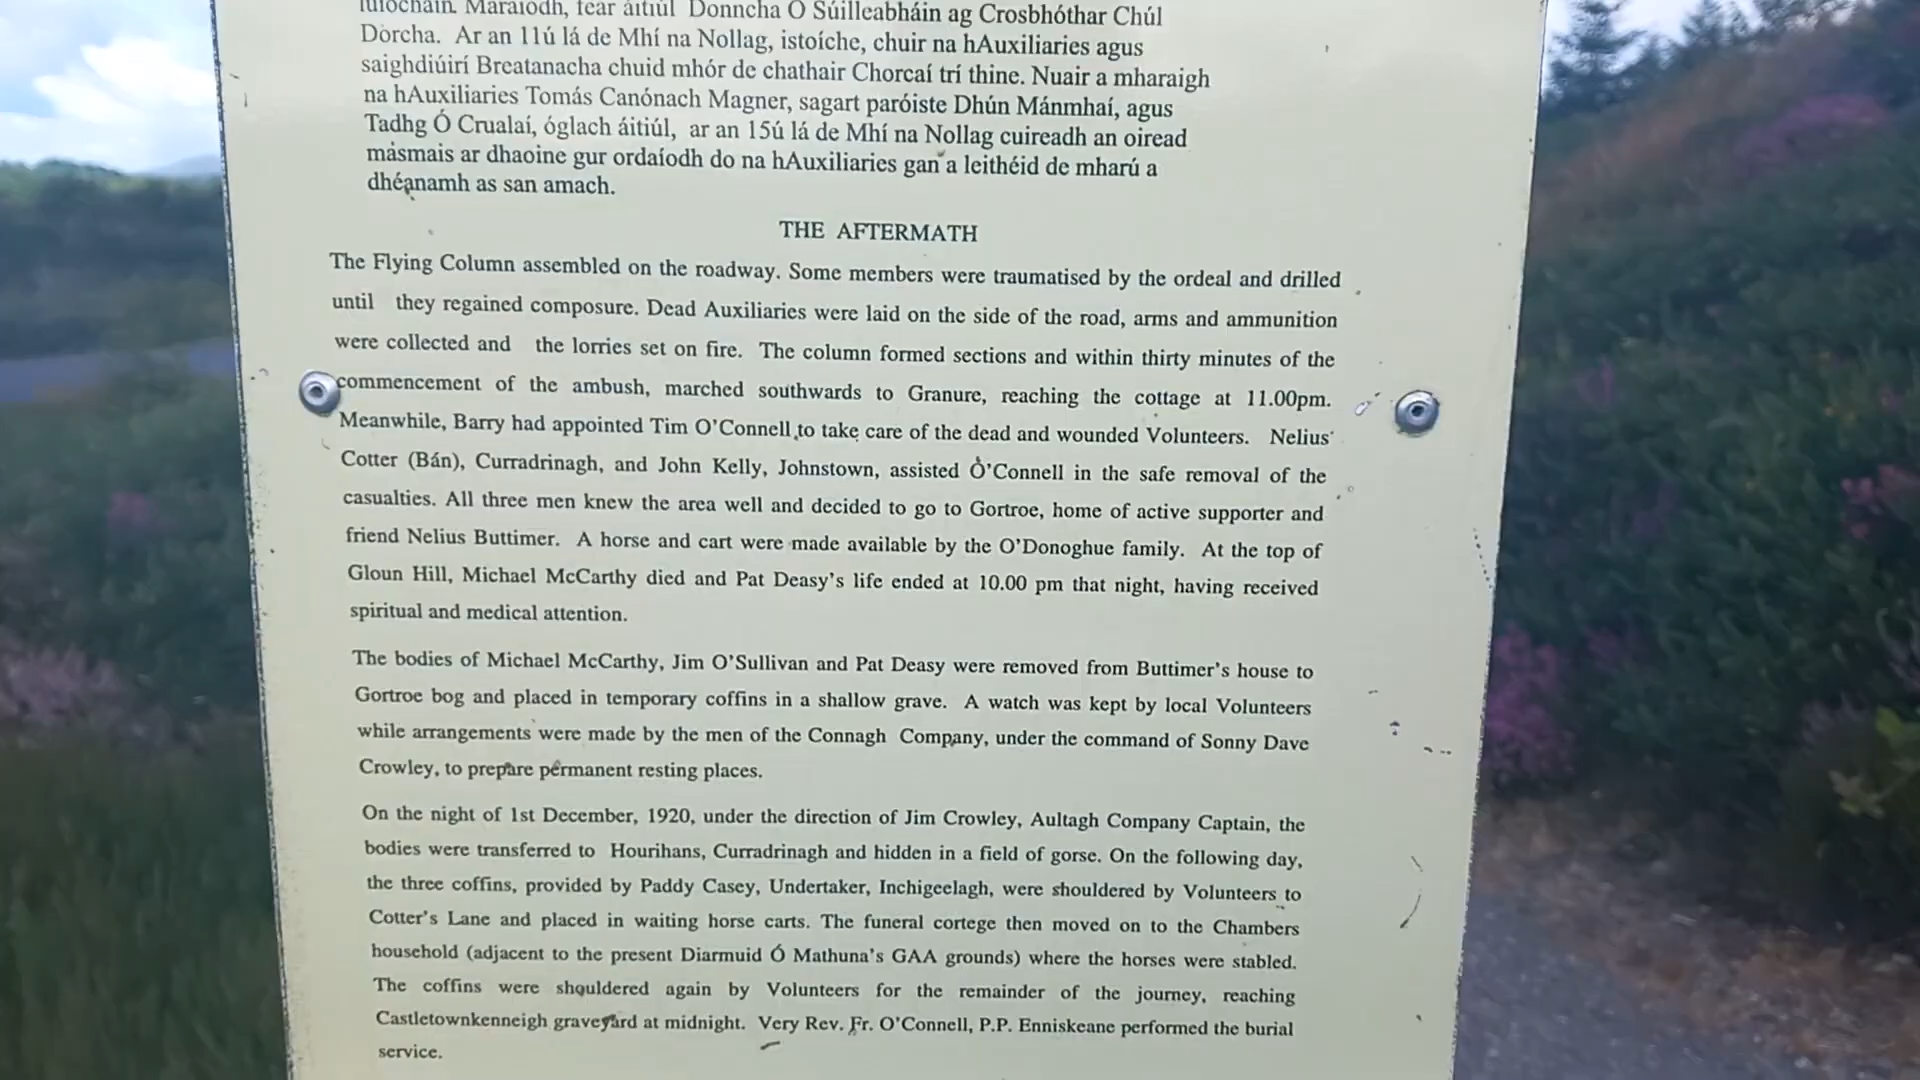 lúíocháin. Maraíodh, fear áitiúl Donncha Ó Súilleabháin ag Crosbhóthar Chúl
Dorcha. Ar an 11ú lá de Mhí na Nollag, istoíche, chuir na hAuxiliaries agus
saighdiúirí Breatanacha chuid mhór de chathair Chorcaí trí thine. Nuair a mharaigh
na hAuxiliaries Tomás Canónach Magner, sagart paróiste Dhún Mánmhaí, agus
Tadhg Ó Crualaí, óglach áitiúl, ar an 15ú lá de Mhí na Nollag cuireadh an oiread
másmais ar dhaoine gur ordaíodh do na hAuxiliaries gan a leithéid de mharú a
dhéanamh as san amach.
THE AFTERMATH
The Flying Column assembled on the roadway. Some members were traumatised by the ordeal and drilled
until they regained composure. Dead Auxiliaries were laid on the side of the road, arms and ammunition
were collected and the lorries set on fire. The column formed sections and within thirty minutes of the
commencement of the ambush, marched southwards to Granure, reaching the cottage at 11.00pm.
Meanwhile, Barry had appointed Tim O'Connell to take care of the dead and wounded Volunteers. Nelius
Cotter (Bán), Curradrinagh, and John Kelly, Johnstown, assisted O'Connell in the safe removal of the
casualties. All three men knew the area well and decided to go to Gortroe, home of active supporter and
friend Nelius Buttimer. A horse and cart were made available by the O'Donoghue family. At the top of
Gloun Hill, Michael McCarthy died and Pat Deasy's life ended at 10.00 pm that night, having received
spiritual and medical attention.
The bodies of Michael McCarthy, Jim O'Sullivan and Pat Deasy were removed from Buttimer's house to
Gortroe bog and placed in temporary coffins in a shallow grave. A watch was kept by local Volunteers
while arrangements were made by the men of the Connagh Company, under the command of Sonny Dave
Crowley, to prepare permanent resting places.
On the night of 1st December, 1920, under the direction of Jim Crowley, Aultagh Company Captain, the
bodies were transferred to Hourihans, Curradrinagh and hidden in a field of gorse. On the following day,
the three coffins, provided by Paddy Casey, Undertaker, Inchigeelagh, were shouldered by Volunteers to
Cotter's Lane and placed in waiting horse carts. The funeral cortege then moved on to the Chambers
household (adjacent to the present Diarmuid Ó Mathuna's GAA grounds) where the horses were stabled.
The coffins were shouldered again by Volunteers for the remainder of the journey, reaching
Castletownkenneigh graveyard at midnight. Very Rev. Fr. O'Connell, P.P. Enniskeane performed the burial
service.